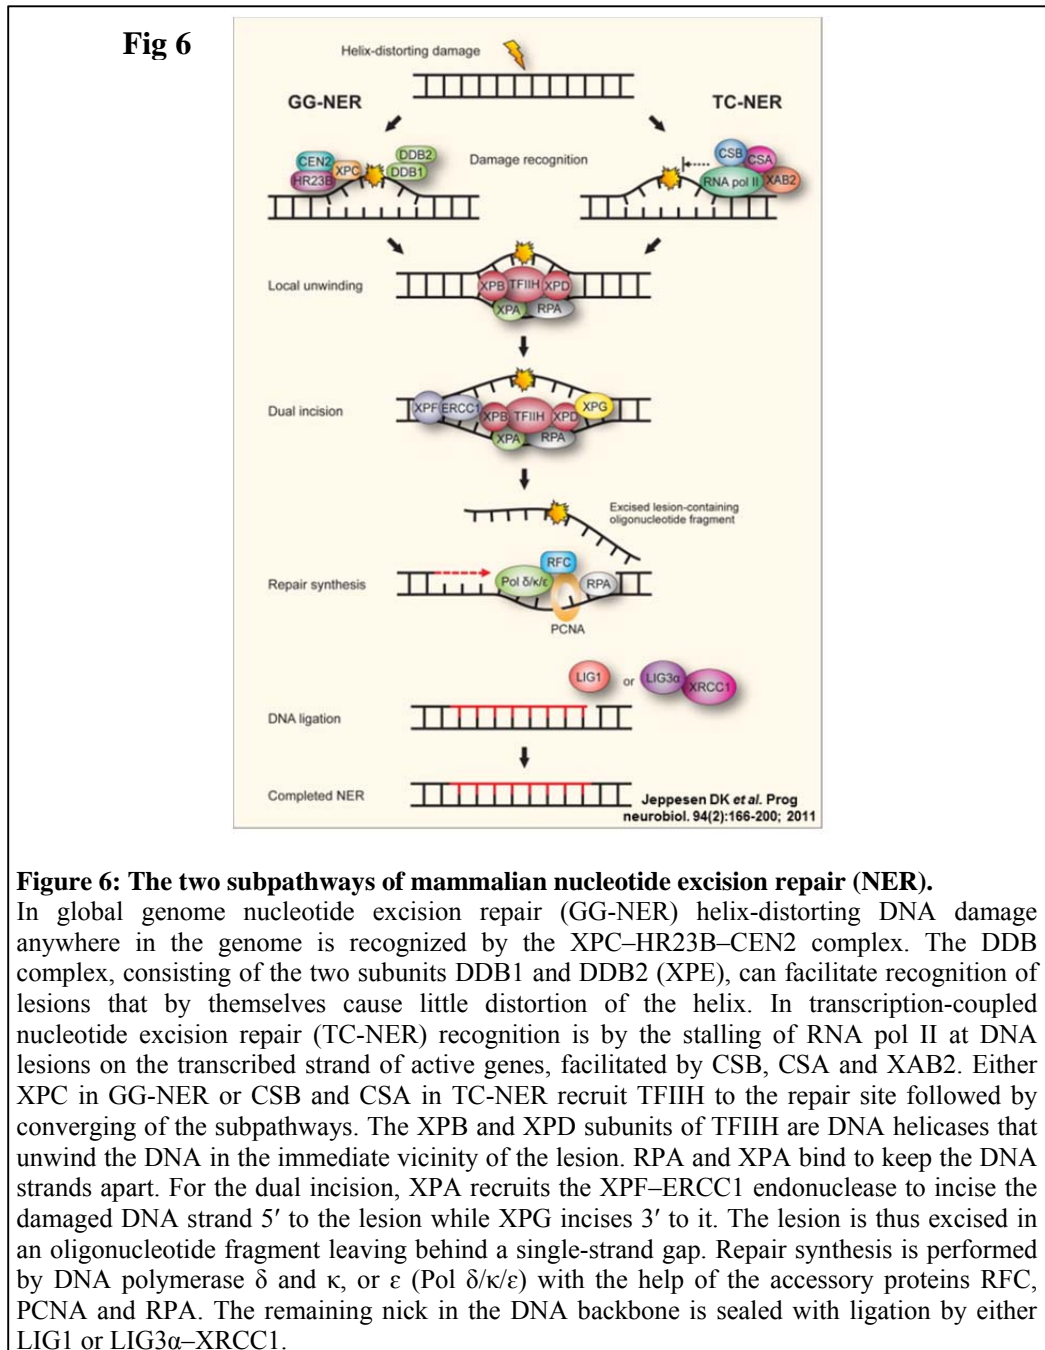 Fig 6
Helix-distorting damage
GG-NER
TC-NER
CEN2
HR23B
XPC
DDB2
DDB1
Damage recognition
CSB
CSA
RNA pol II
XAB2
Local unwinding
XPB
TFIIH
XPD
XPA
RPA
Dual incision
XPF
ERCC1
XPB
TFIIH
XPD
XPG
XPA
RPA
Excised lesion-containing
oligonucleotide fragment
Repair synthesis
Pol δ/κ/ε
RFC
RPA
PCNA
LIG1
or
LIG3α
XRCC1
DNA ligation
Completed NER
Jeppesen DK et al. Prog
neurobiol. 94(2):166-200; 2011
Figure 6: The two subpathways of mammalian nucleotide excision repair (NER).
In global genome nucleotide excision repair (GG-NER) helix-distorting DNA damage
anywhere in the genome is recognized by the XPC–HR23B–CEN2 complex. The DDB
complex, consisting of the two subunits DDB1 and DDB2 (XPE), can facilitate recognition of
lesions that by themselves cause little distortion of the helix. In transcription-coupled
nucleotide excision repair (TC-NER) recognition is by the stalling of RNA pol II at DNA
lesions on the transcribed strand of active genes, facilitated by CSB, CSA and XAB2. Either
XPC in GG-NER or CSB and CSA in TC-NER recruit TFIIH to the repair site followed by
converging of the subpathways. The XPB and XPD subunits of TFIIH are DNA helicases that
unwind the DNA in the immediate vicinity of the lesion. RPA and XPA bind to keep the DNA
strands apart. For the dual incision, XPA recruits the XPF–ERCC1 endonuclease to incise the
damaged DNA strand 5′ to the lesion while XPG incises 3′ to it. The lesion is thus excised in
an oligonucleotide fragment leaving behind a single-strand gap. Repair synthesis is performed
by DNA polymerase δ and κ, or ε (Pol δ/κ/ε) with the help of the accessory proteins RFC,
PCNA and RPA. The remaining nick in the DNA backbone is sealed with ligation by either
LIG1 or LIG3α–XRCC1.